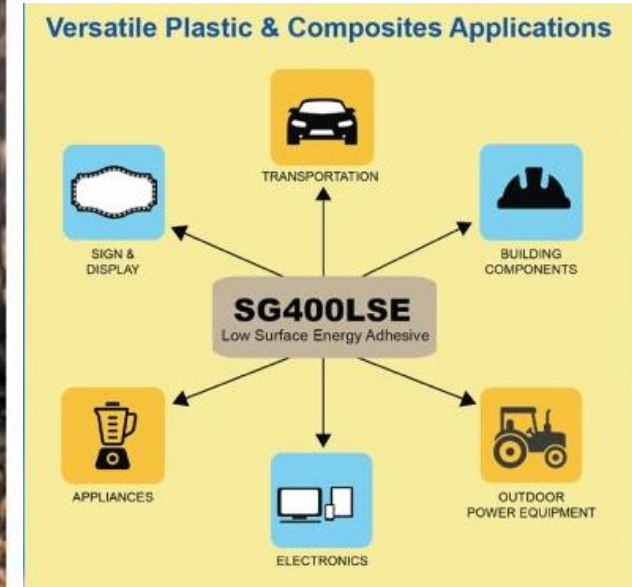 Versatile Plastic & Composites Applications
TRANSPORTATION
SIGN &
DISPLAY
BUILDING
COMPONENTS
SG400LSE
Low Surface Energy Adhesive
APPLIANCES
OUTDOOR
POWER EQUIPMENT
ELECTRONICS